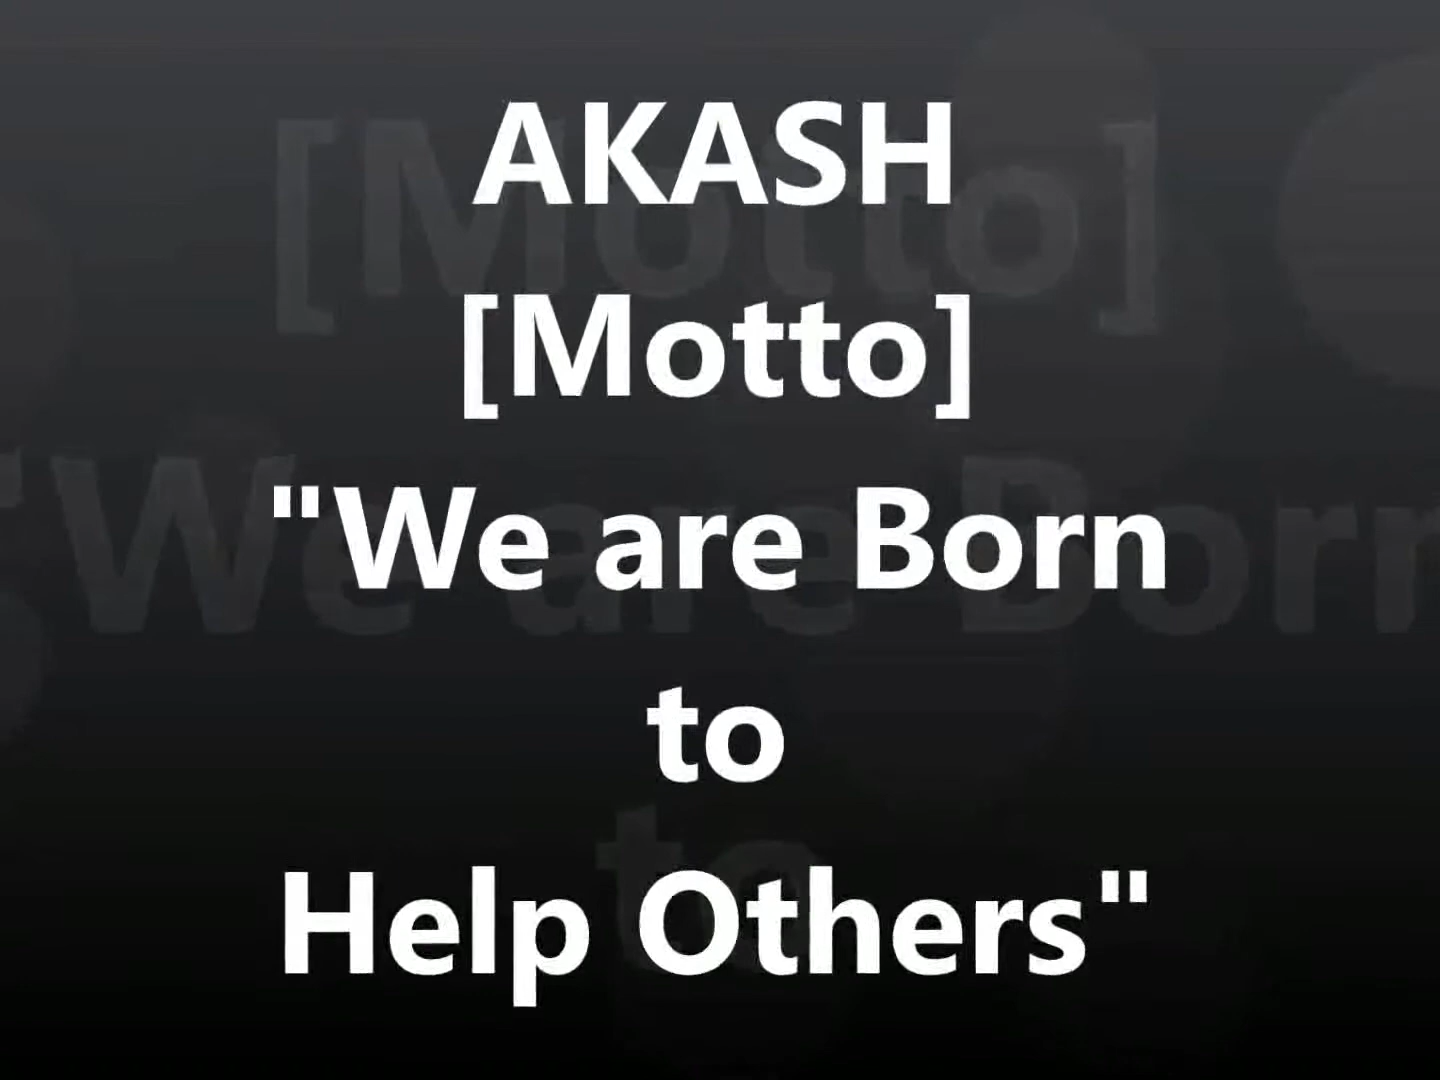 AKASH
[Motto]
"We are Born
to
Help Others"